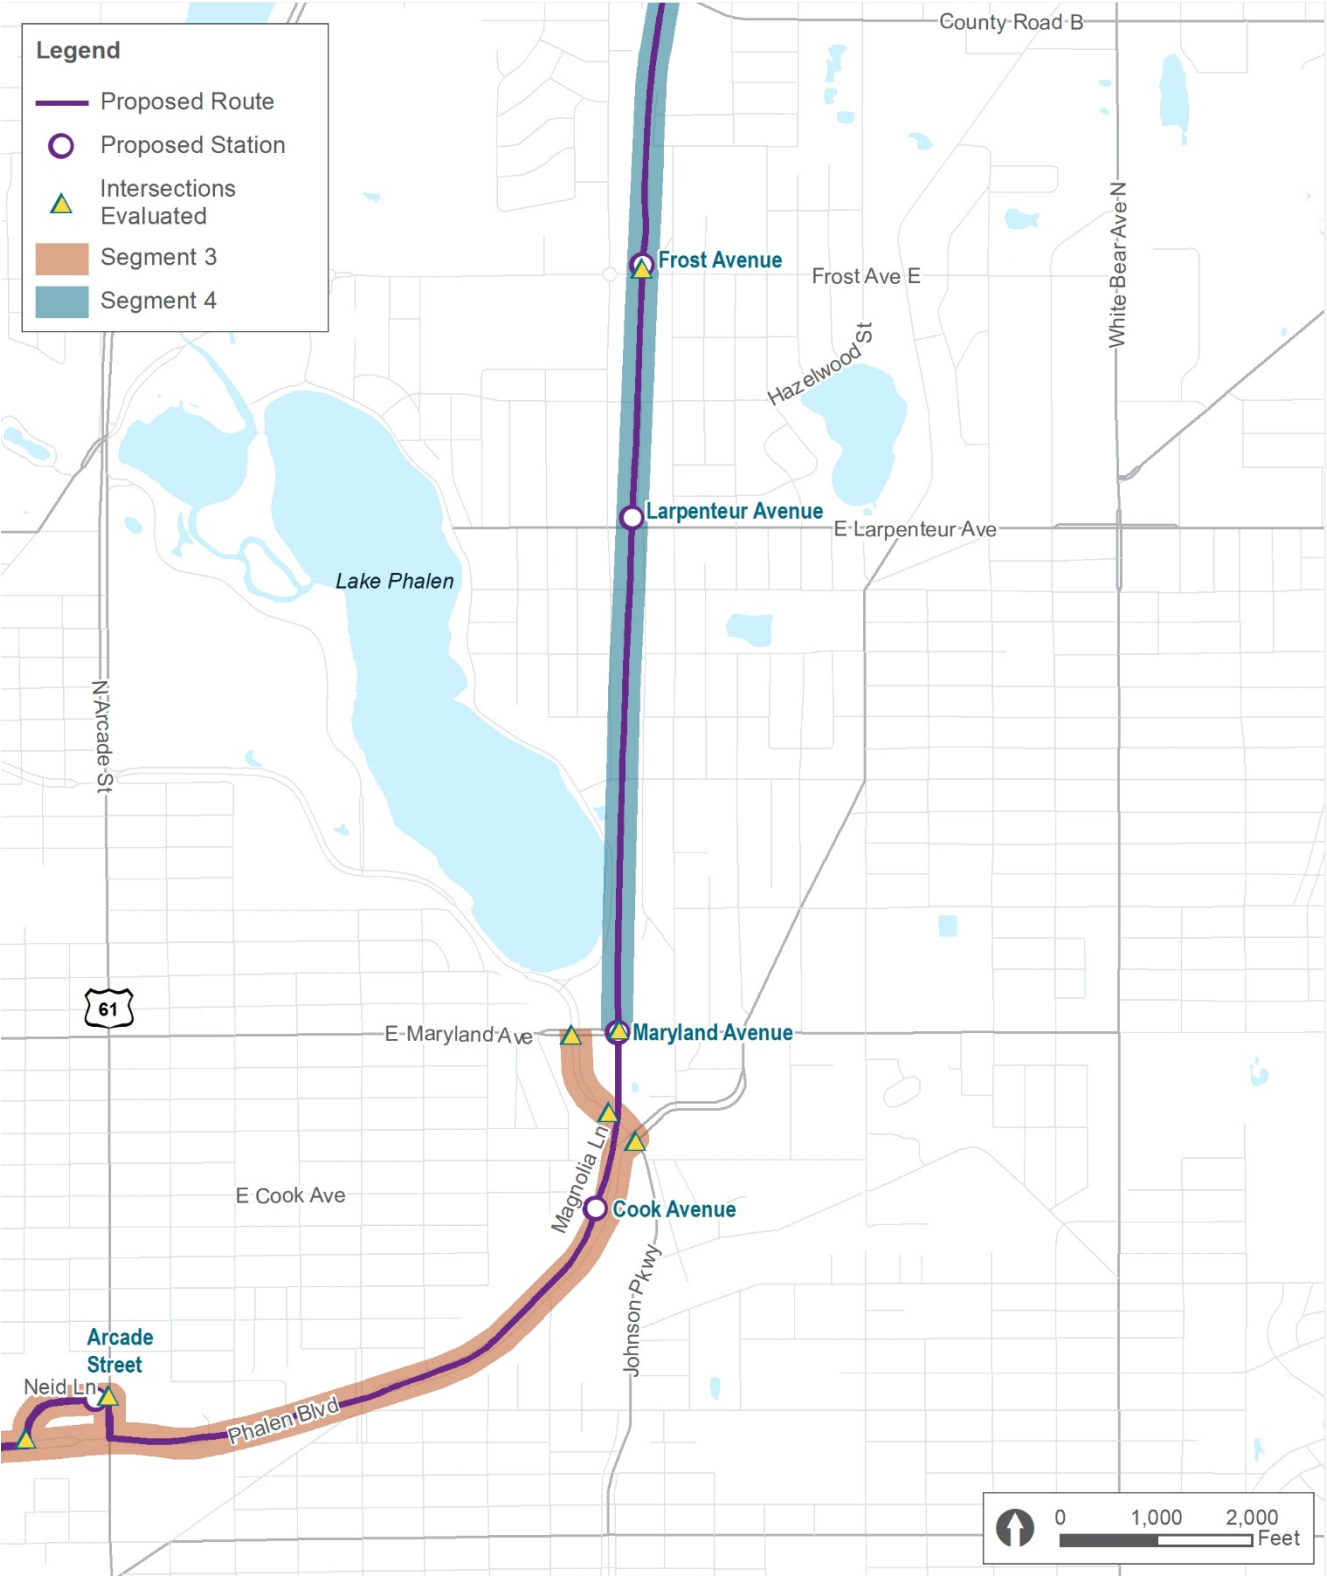 County Road B
Legend
Proposed Route
Proposed Station
Intersections
Evaluated
Segment 3
Segment 4
White Bear Ave N
Frost Avenue
Frost Ave E
Hazelwood St
Larpenteur Avenue
E Larpenteur Ave
Lake Phalen
N Arcade St
61
E Maryland Ave
Maryland Avenue
Magnolia Ln
E Cook Ave
Cook Avenue
Johnson Pkwy
Arcade
Street
Neid Ln
Phalen Blvd
0 1,000 2,000
Feet